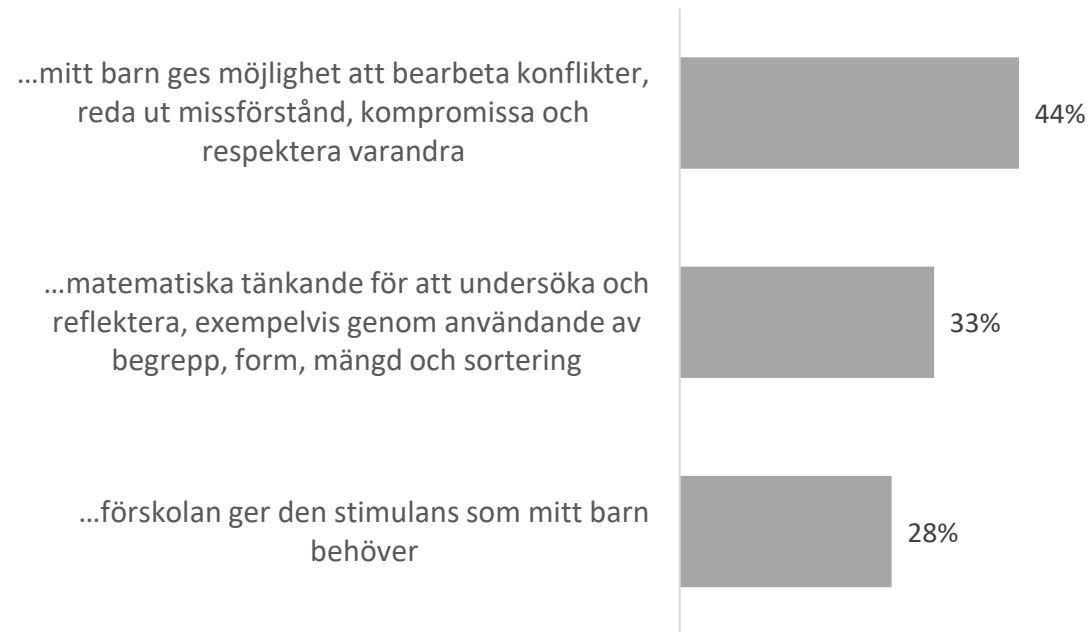 …mitt barn ges möjlighet att bearbeta konflikter,
reda ut missförstånd, kompromissa och
respektera varandra
44%
…matematiska tänkande för att undersöka och
reflektera, exempelvis genom användande av
begrepp, form, mängd och sortering
33%
…förskolan ger den stimulans som mitt barn
behöver
28%